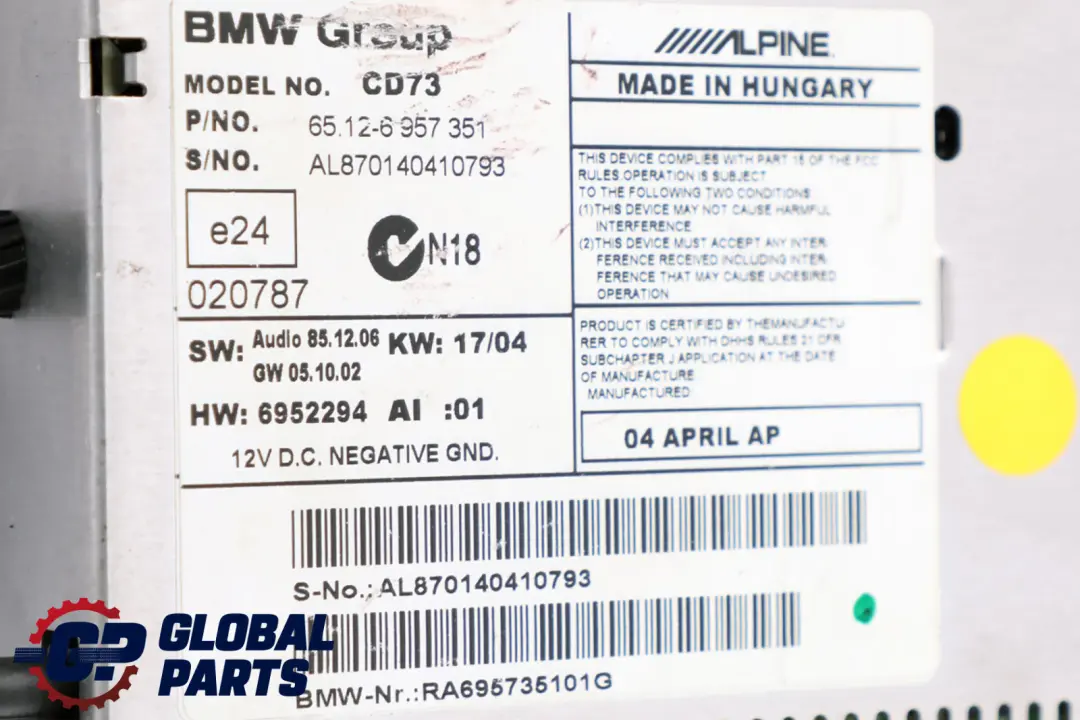 BMW Group
MODEL NO. CD73
P/NO. 65.12-6 957 351
S/NO. AL870140410793
e24
N18
020787
SW: Audio 85.12.06 KW: 17/04
GW 05.10.02
HW: 6952294 AI :01
12V D.C. NEGATIVE GND.
ALPINE
MADE IN HUNGARY
THIS DEVICE COMPLIES WITH PART 15 OF THE FCC
RULES OPERATION IS SUBJECT
TO THE FOLLOWING TWO CONDITIONS
(1)THIS DEVICE MAY NOT CAUSE HARMFUL
INTERFERENCE
(2)THIS DEVICE MUST ACCEPT ANY INTER
FERENCE RECEIVED INCLUDING INTER
FERENCE THAT MAY CAUSE UNDESIRED
OPERATION
PRODUCT IS CERTIFIED BY THEMANUFACTU
RER TO COMPLY WITH DHHS RULES 21 CFR
SUBCHAPTER J APPLICATION AT THE DATE
OF MANUFACTURE
MANUFACTURED
04 APRIL AP
S-No.:AL870140410793
BMW-Nr.:RA695735101G
GP GLOBAL
PARTS